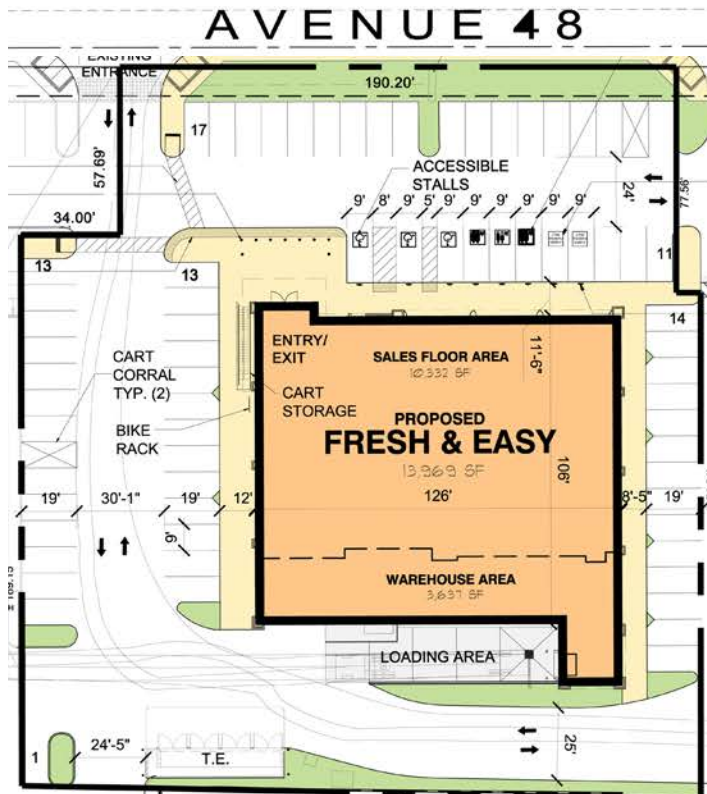 AVENUE 48
EXISTING
ENTRANCE
190.20'
17
57.69'
ACCESSIBLE
STALLS
24'
77.56'
9' 8' 9' 5' 9' 9' 9' 9' 9' 9'
34.00'
13
13
11
14
ENTRY/
EXIT
SALES FLOOR AREA
10,332 SF
11'-6"
CART
CORRAL
TYP. (2)
CART
STORAGE
BIKE
RACK
PROPOSED
FRESH & EASY
13,969 SF
106'
19' 30'-1" 19' 12' 126' 8'-5" 19'
9'
WAREHOUSE AREA
3,637 SF
LOADING AREA
1
24'-5"
T.E.
25'